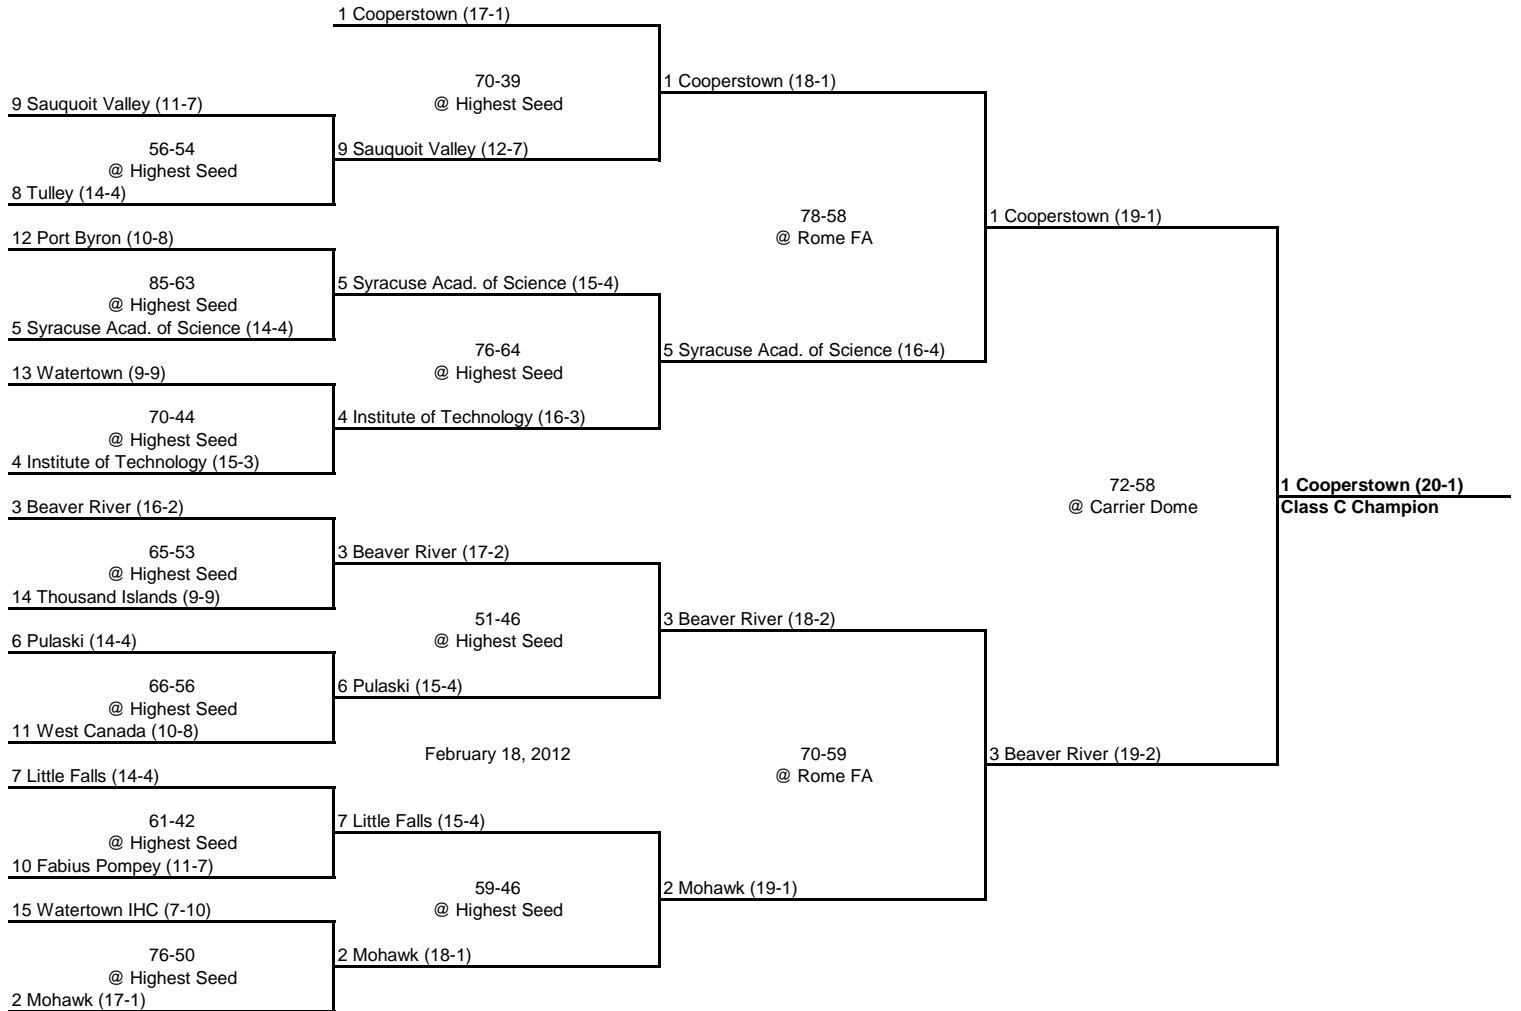 1 Cooperstown (17-1)
70-39
@ Highest Seed
1 Cooperstown (18-1)
9 Sauquoit Valley (11-7)
56-54
@ Highest Seed
9 Sauquoit Valley (12-7)
8 Tulley (14-4)
78-58
@ Rome FA
1 Cooperstown (19-1)
12 Port Byron (10-8)
85-63
@ Highest Seed
5 Syracuse Acad. of Science (15-4)
5 Syracuse Acad. of Science (14-4)
76-64
@ Highest Seed
5 Syracuse Acad. of Science (16-4)
13 Watertown (9-9)
70-44
@ Highest Seed
4 Institute of Technology (16-3)
4 Institute of Technology (15-3)
72-58
@ Carrier Dome
1 Cooperstown (20-1)
Class C Champion
3 Beaver River (16-2)
65-53
@ Highest Seed
3 Beaver River (17-2)
14 Thousand Islands (9-9)
51-46
@ Highest Seed
3 Beaver River (18-2)
6 Pulaski (14-4)
66-56
@ Highest Seed
6 Pulaski (15-4)
11 West Canada (10-8)
February 18, 2012
70-59
@ Rome FA
3 Beaver River (19-2)
7 Little Falls (14-4)
61-42
@ Highest Seed
7 Little Falls (15-4)
10 Fabius Pompey (11-7)
59-46
@ Highest Seed
2 Mohawk (19-1)
15 Watertown IHC (7-10)
76-50
@ Highest Seed
2 Mohawk (18-1)
2 Mohawk (17-1)